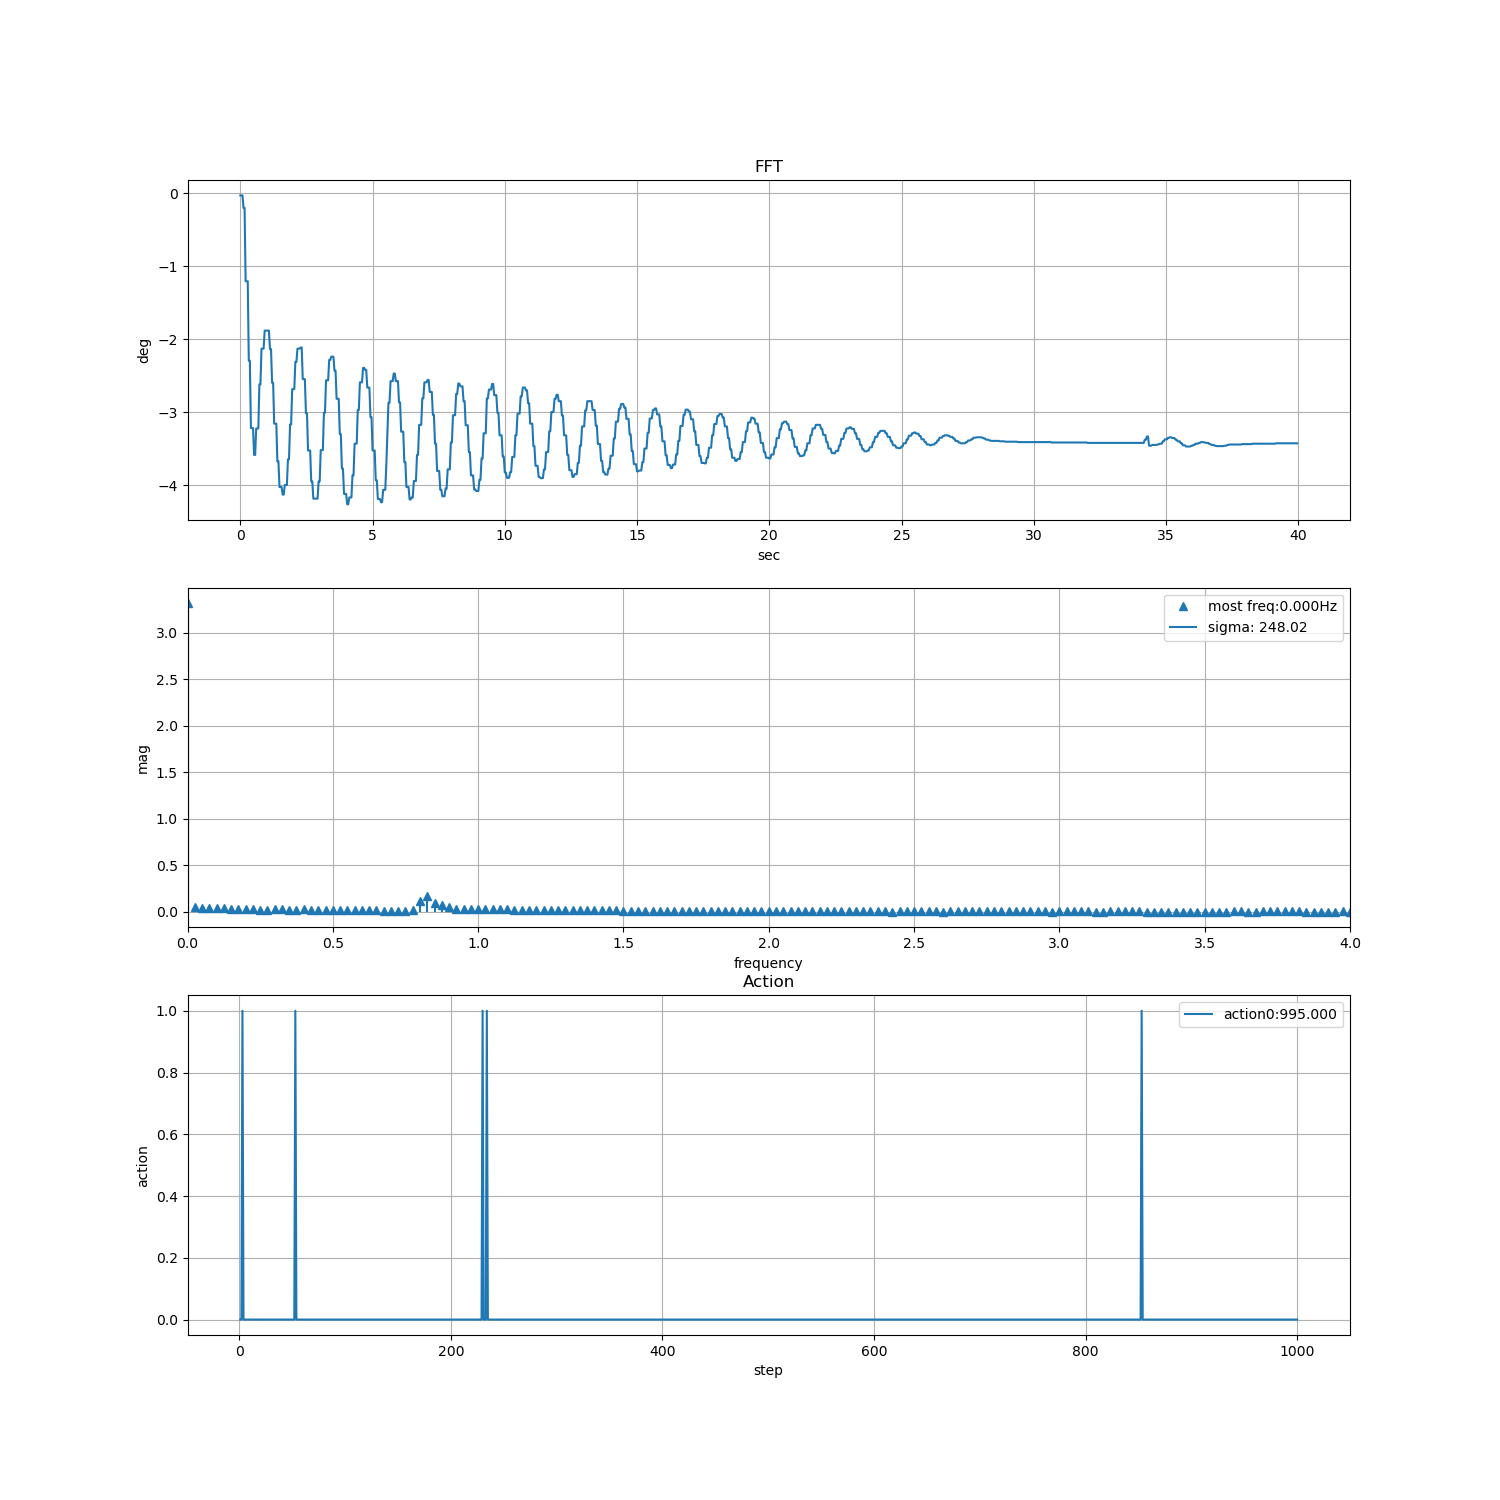 FFT
0
−1
−2
−3
−4
deg
0 5 10 15 20 25 30 35 40
sec
most freq:0.000Hz
sigma: 248.02
3.0
2.5
2.0
1.5
1.0
0.5
0.0
mag
0.0 0.5 1.0 1.5 2.0 2.5 3.0 3.5 4.0
frequency
Action
action0:995.000
1.0
0.8
0.6
0.4
0.2
0.0
action
0 200 400 600 800 1000
step